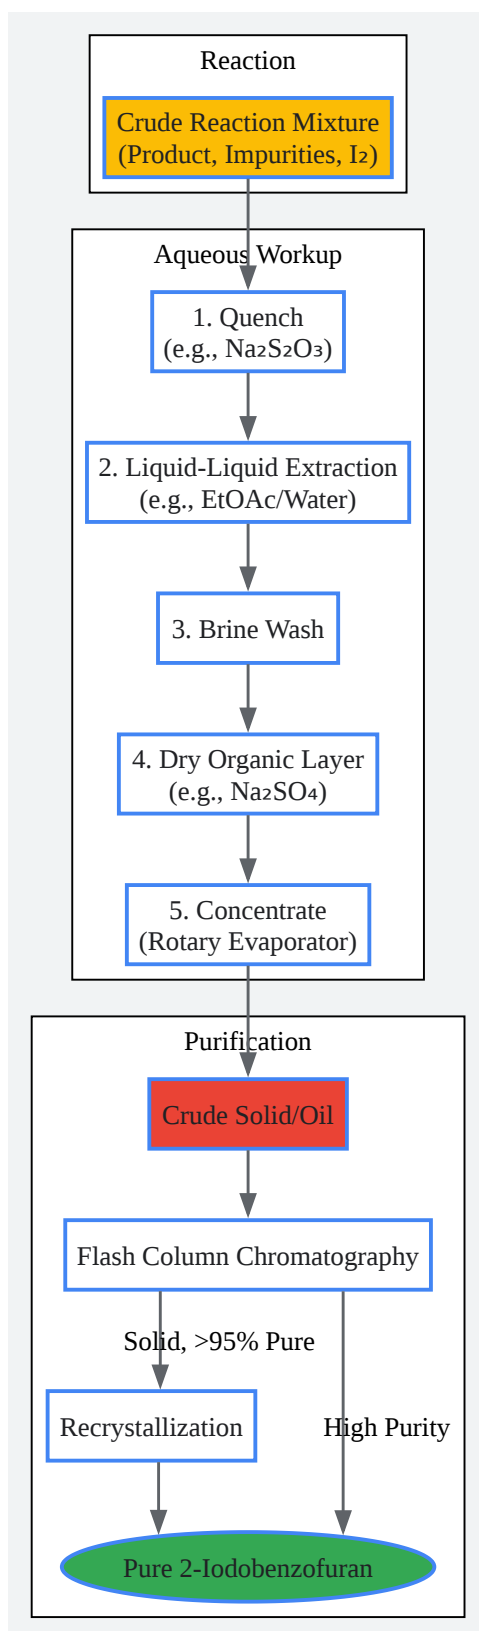 Reaction
Crude Reaction Mixture
(Product, Impurities, I₂)
Aqueous Workup
1. Quench
(e.g., Na₂S₂O₃)
2. Liquid-Liquid Extraction
(e.g., EtOAc/Water)
3. Brine Wash
4. Dry Organic Layer
(e.g., Na₂SO₄)
5. Concentrate
(Rotary Evaporator)
Purification
Crude Solid/Oil
Flash Column Chromatography
Solid, >95% Pure
Recrystallization
High Purity
Pure 2-Iodobenzofuran